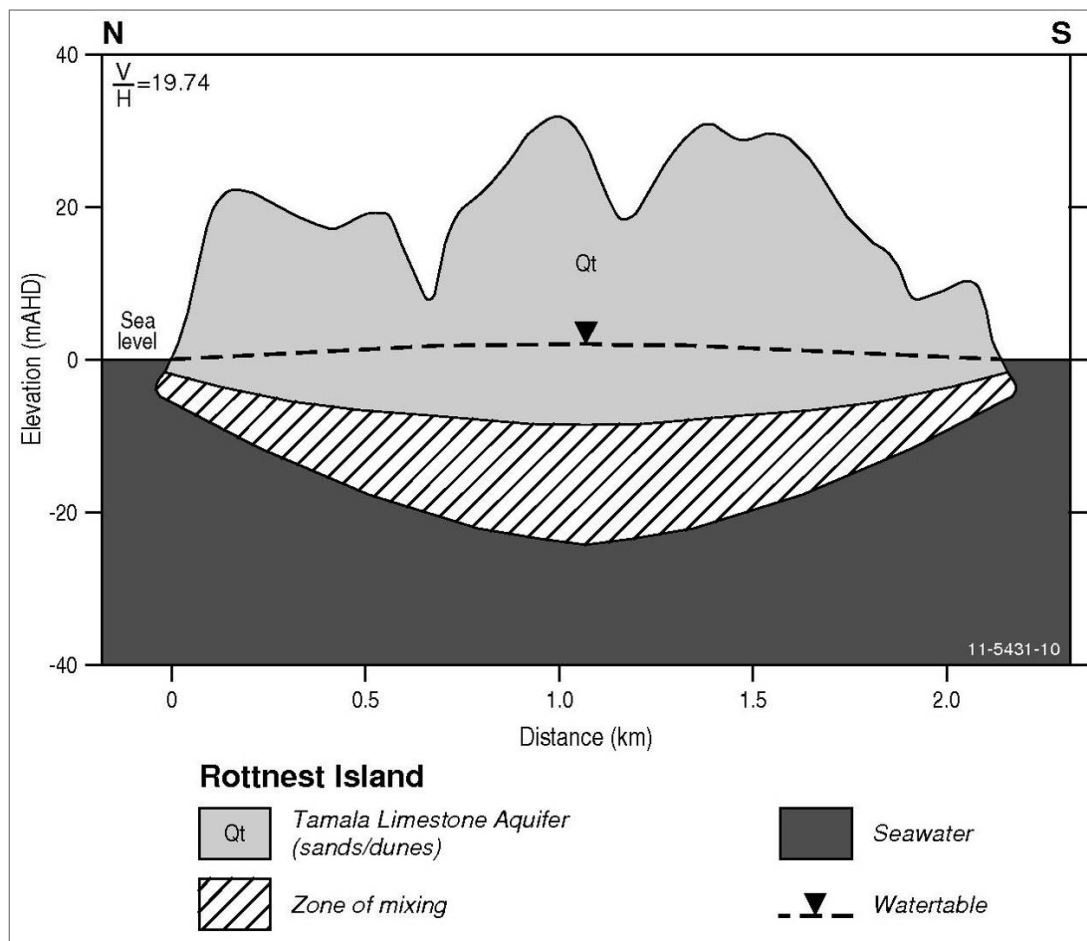 N
S
40
V
H
=19.74
20
Qt
Sea
level
0
Elevation (mAHD)
-20
-40
11-5431-10
0
0.5
1.0
1.5
2.0
Distance (km)
Rottnest Island
Qt
Tamala Limestone Aquifer
(sands/dunes)
Seawater
Zone of mixing
Watertable